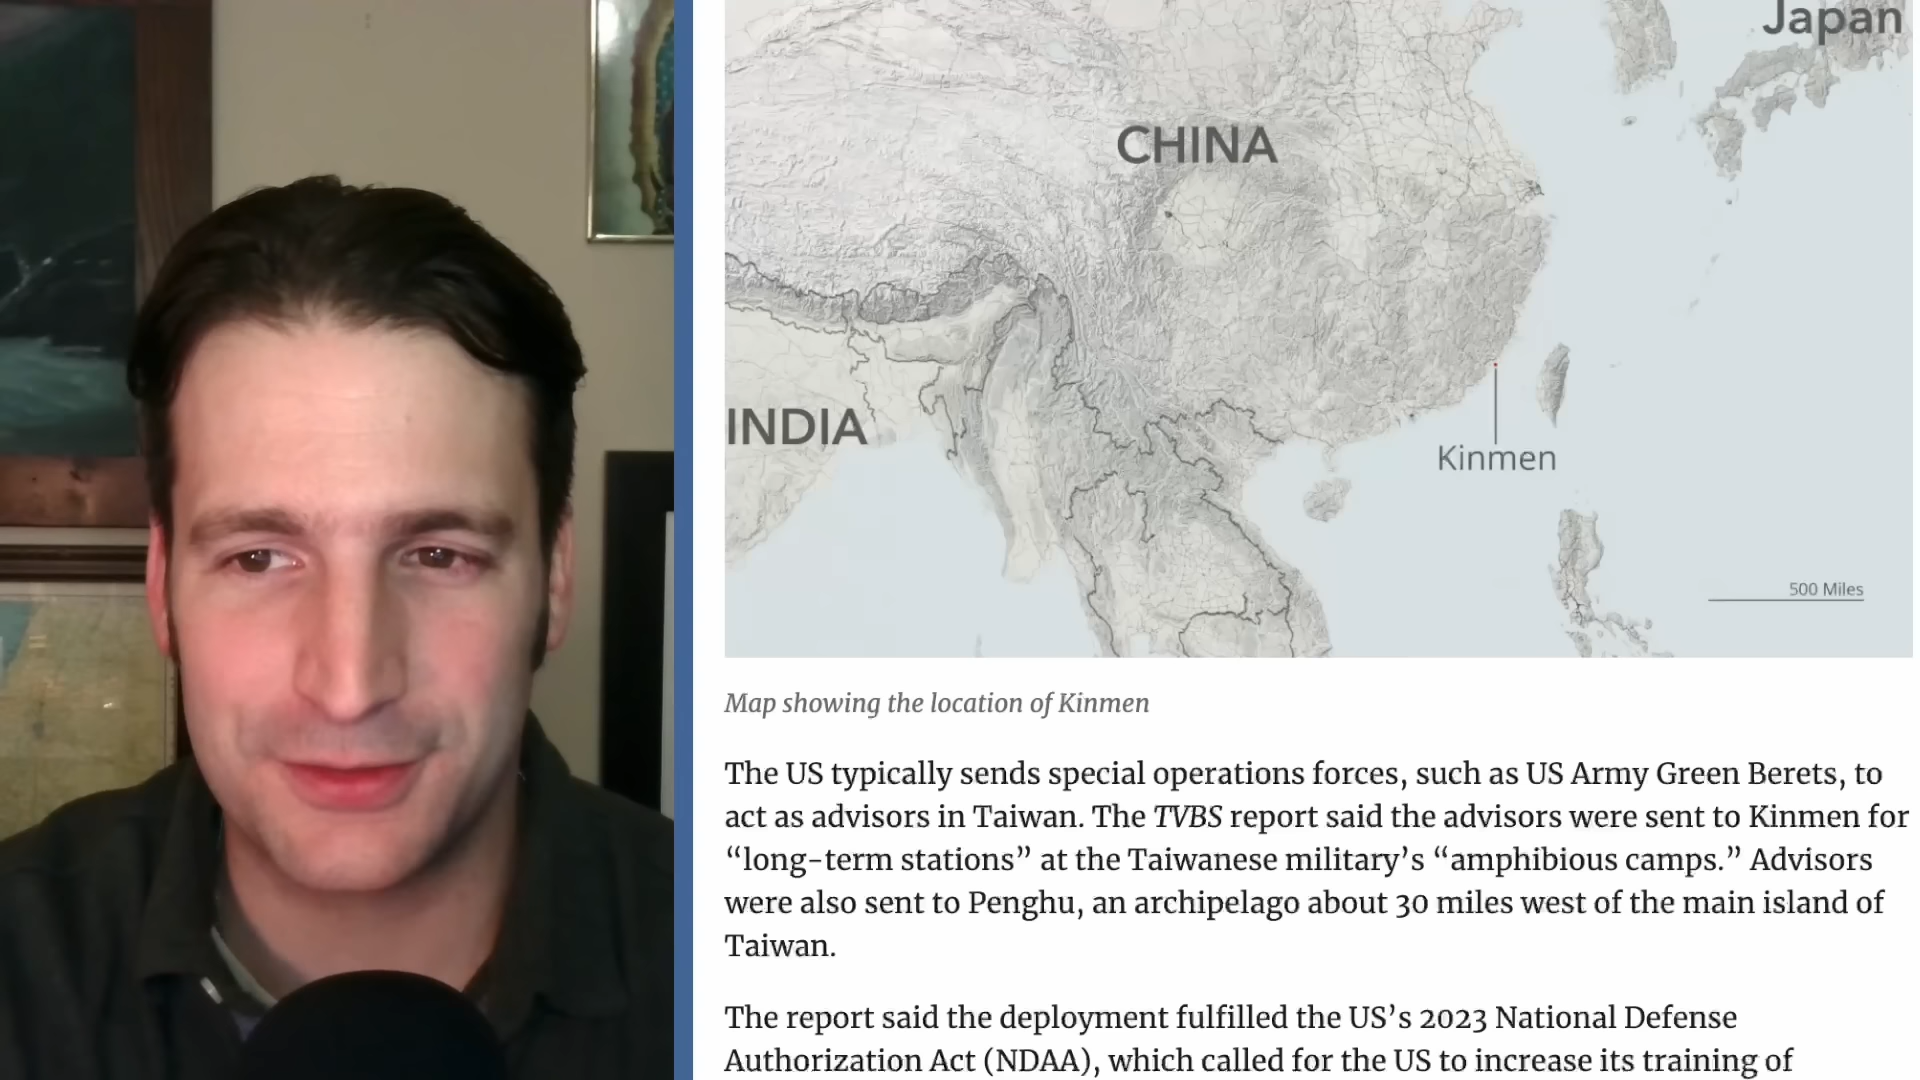 Japan
CHINA
INDIA
Kinmen
500 Miles
Map showing the location of Kinmen
The US typically sends special operations forces, such as US Army Green Berets, to
act as advisors in Taiwan. The TVBS report said the advisors were sent to Kinmen for
“long-term stations” at the Taiwanese military’s “amphibious camps.” Advisors
were also sent to Penghu, an archipelago about 30 miles west of the main island of
Taiwan.
The report said the deployment fulfilled the US’s 2023 National Defense
Authorization Act (NDAA), which called for the US to increase its training of